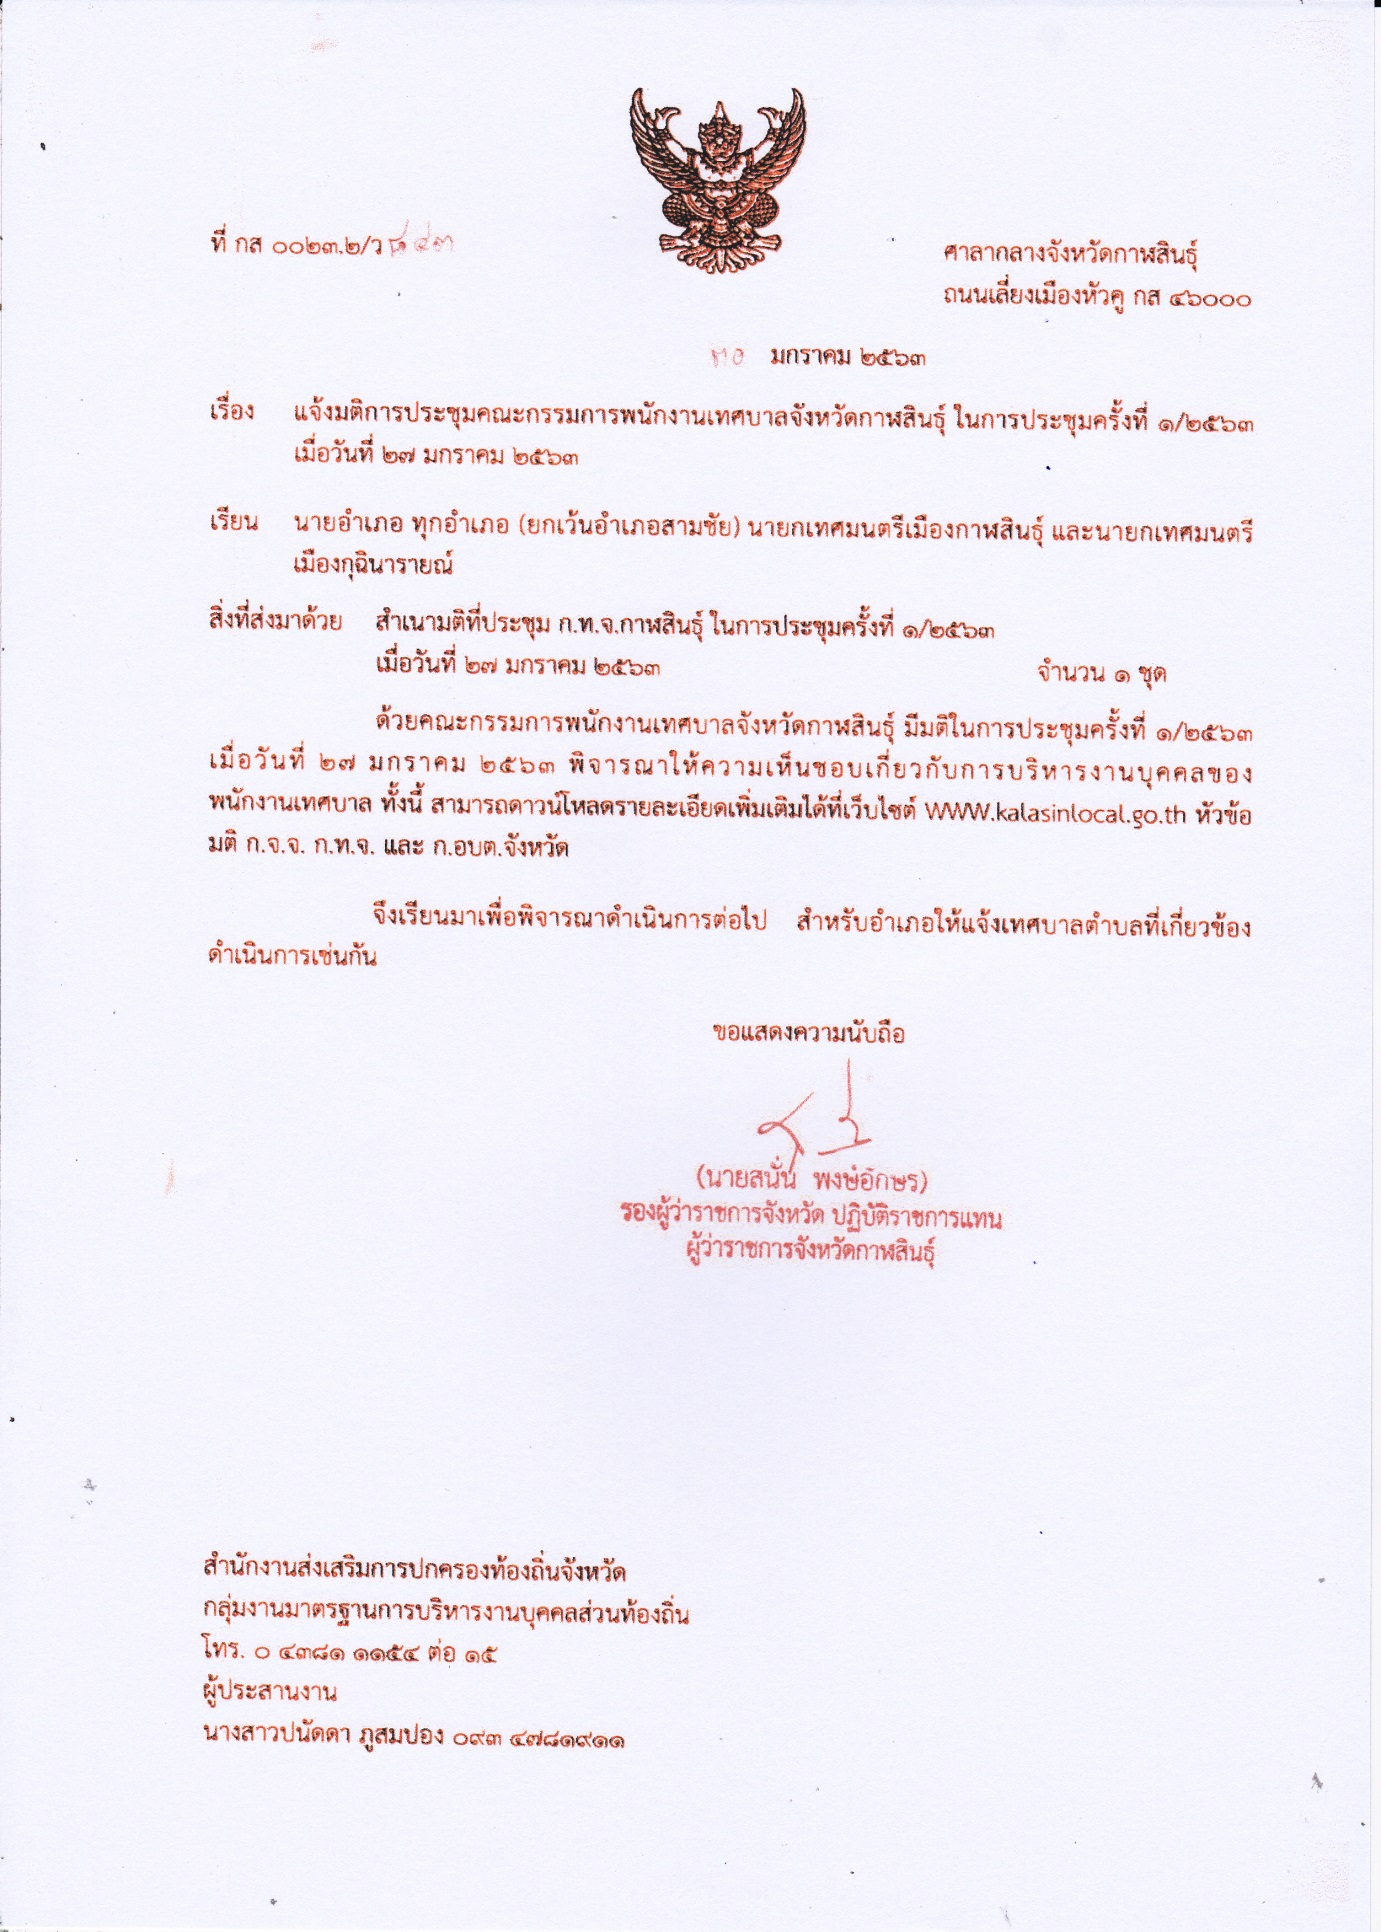 ที่ กส ๐๐๒๓.๒/ว
ศาลากลางจังหวัดกาฬสินธุ์
ถนนเลี่ยงเมืองหัวคู กส ๔๖๐๐๐
๓๐ มกราคม ๒๕๖๓
เรื่อง แจ้งมติการประชุมคณะกรรมการพนักงานเทศบาลจังหวัดกาฬสินธุ์ ในการประชุมครั้งที่ ๑/๒๕๖๓
เมื่อวันที่ ๒๗ มกราคม ๒๕๖๓
เรียน นายอำเภอ ทุกอำเภอ (ยกเว้นอำเภอสามชัย) นายกเทศมนตรีเมืองกาฬสินธุ์ และนายกเทศมนตรี
เมืองกุฉินารายณ์
สิ่งที่ส่งมาด้วย สำเนามติที่ประชุม ก.ท.จ.กาฬสินธุ์ ในการประชุมครั้งที่ ๑/๒๕๖๓
เมื่อวันที่ ๒๗ มกราคม ๒๕๖๓ จำนวน ๑ ชุด
ด้วยคณะกรรมการพนักงานเทศบาลจังหวัดกาฬสินธุ์ มีมติในการประชุมครั้งที่ ๑/๒๕๖๓
เมื่อวันที่ ๒๗ มกราคม ๒๕๖๓ พิจารณาให้ความเห็นชอบเกี่ยวกับการบริหารงานบุคคลของ
พนักงานเทศบาล ทั้งนี้ สามารถดาวน์โหลดรายละเอียดเพิ่มเติมได้ที่เว็บไซต์ WWW.kalasinlocal.go.th หัวข้อ
มติ ก.จ.จ. ก.ท.จ. และ ก.อบต.จังหวัด
จึงเรียนมาเพื่อพิจารณาดำเนินการต่อไป สำหรับอำเภอให้แจ้งเทศบาลตำบลที่เกี่ยวข้อง
ดำเนินการเช่นกัน
ขอแสดงความนับถือ
(นายสนั่น พงษ์อักษร)
รองผู้ว่าราชการจังหวัด ปฏิบัติราชการแทน
ผู้ว่าราชการจังหวัดกาฬสินธุ์
สำนักงานส่งเสริมการปกครองท้องถิ่นจังหวัด
กลุ่มงานมาตรฐานการบริหารงานบุคคลส่วนท้องถิ่น
โทร. ๐ ๔๓๘๑ ๑๑๕๔ ต่อ ๑๕
ผู้ประสานงาน
นางสาวปนัดดา ภูสมปอง ๐๙๓ ๔๗๘๑๙๑๑